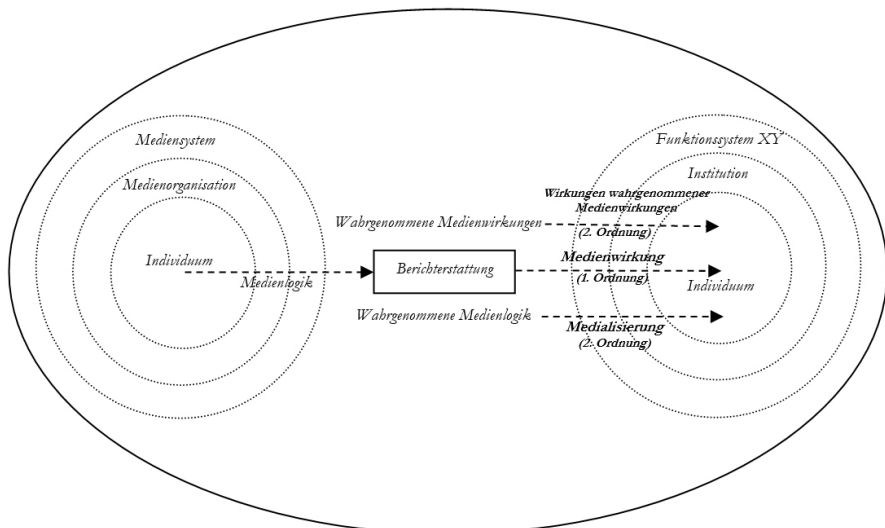 Mediensystem
Medienorganisation
Individuum
Medienlogik
Wahrgenommene Medienwirkungen
Berichterstattung
Wahrgenommene Medienlogik
Funktionssystem XY
Institution
Wirkungen wahrgenommener
Medienwirkungen
(2. Ordnung)
Medienwirkung
(1. Ordnung)
Individuum
Medialisierung
(2. Ordnung)